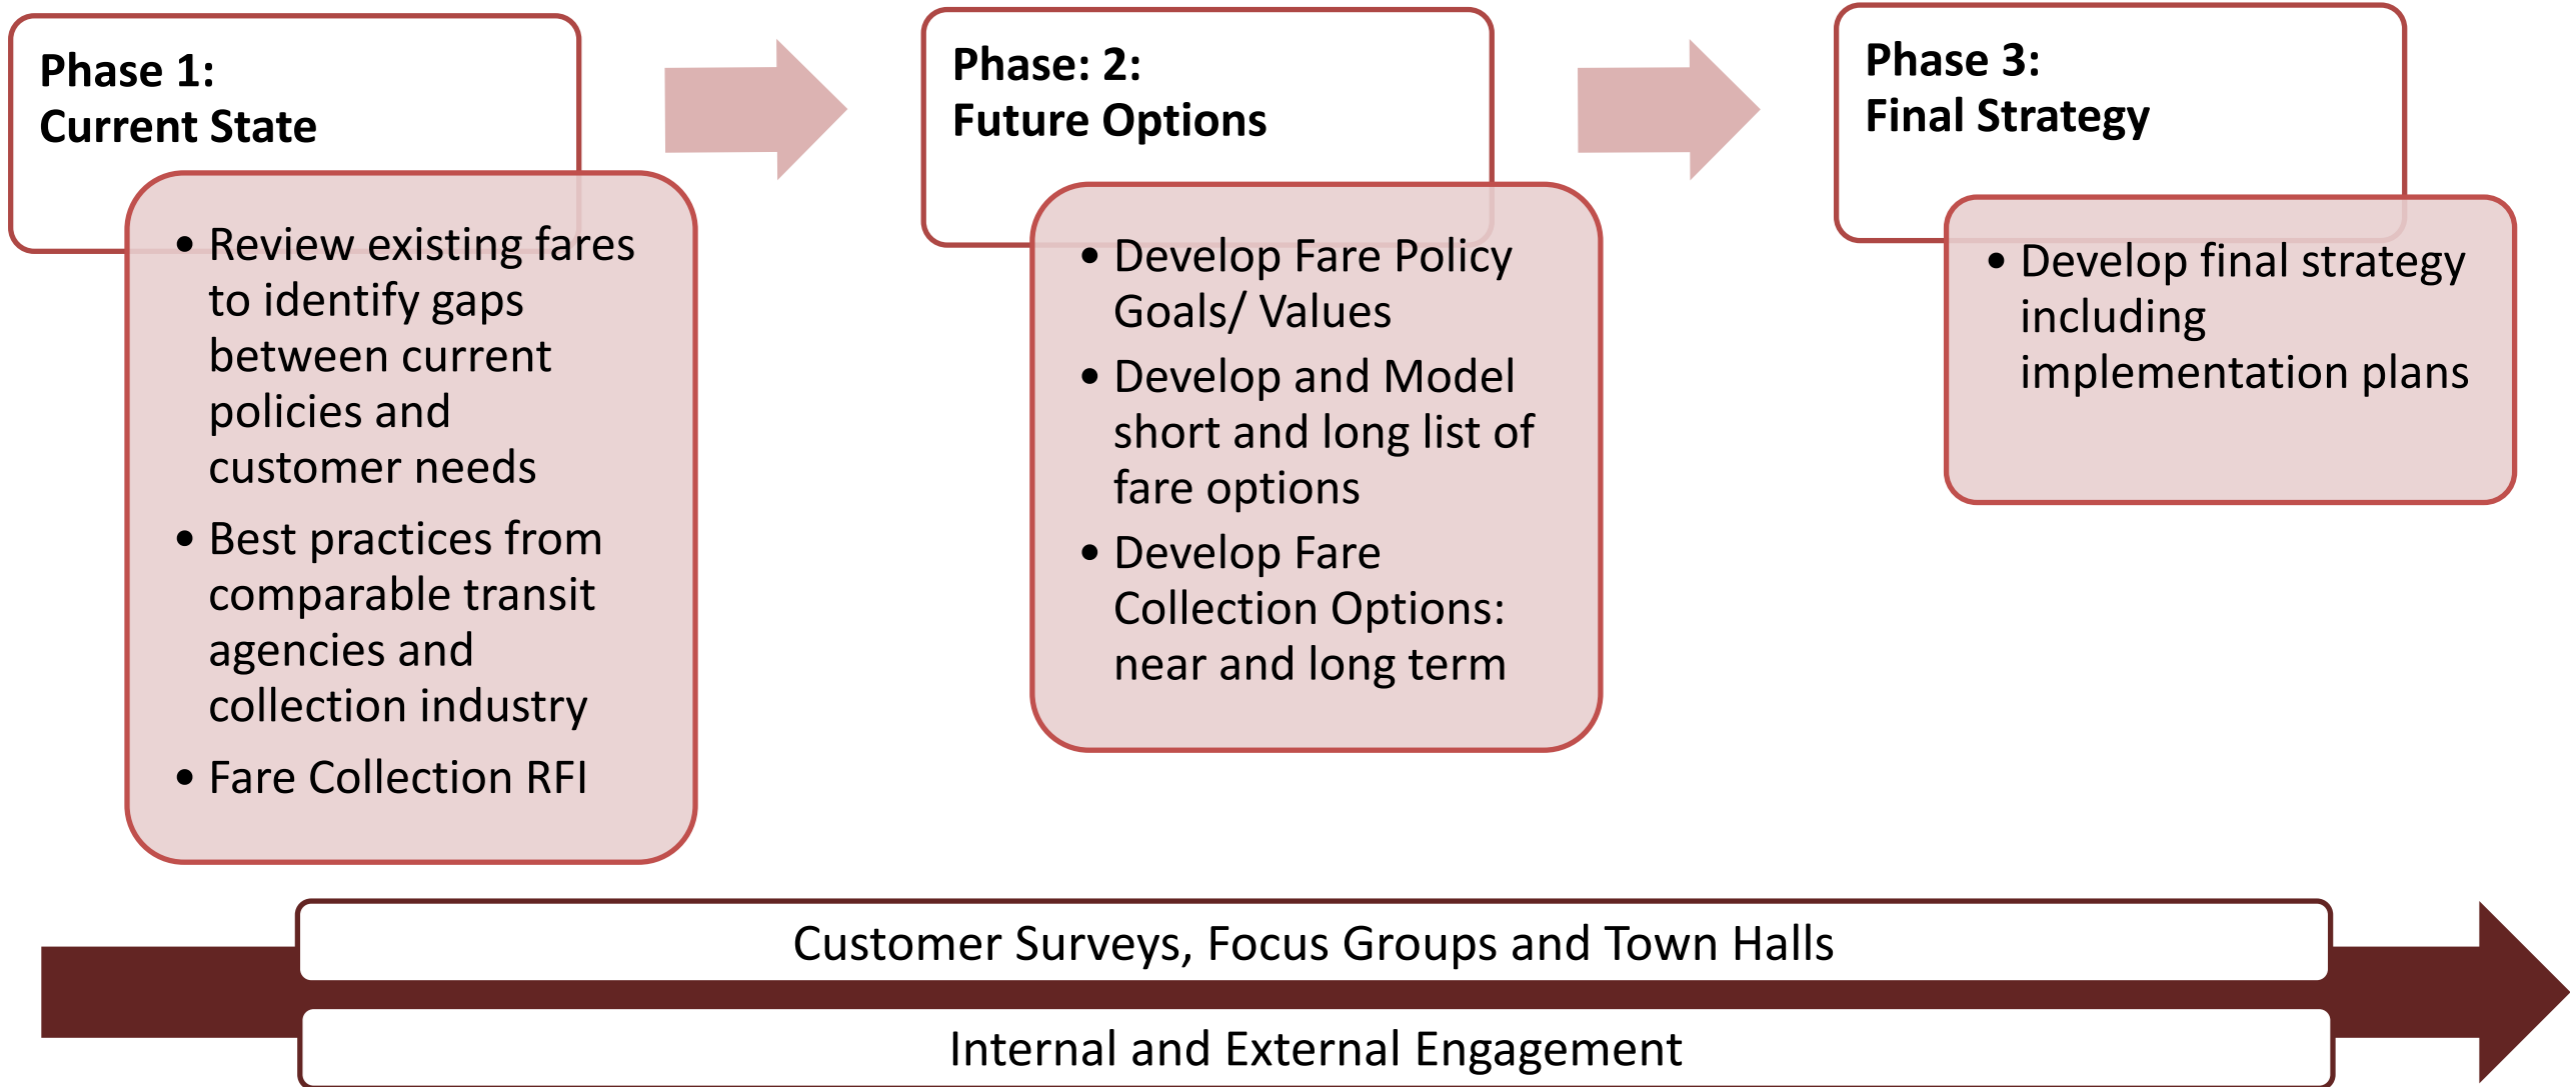 Phase 1:
Current State
• Review existing fares
to identify gaps
between current
policies and
customer needs
• Best practices from
comparable transit
agencies and
collection industry
• Fare Collection RFI
Phase: 2:
Future Options
• Develop Fare Policy
Goals/ Values
• Develop and Model
short and long list of
fare options
• Develop Fare
Collection Options:
near and long term
Phase 3:
Final Strategy
• Develop final strategy
including
implementation plans
Customer Surveys, Focus Groups and Town Halls
Internal and External Engagement